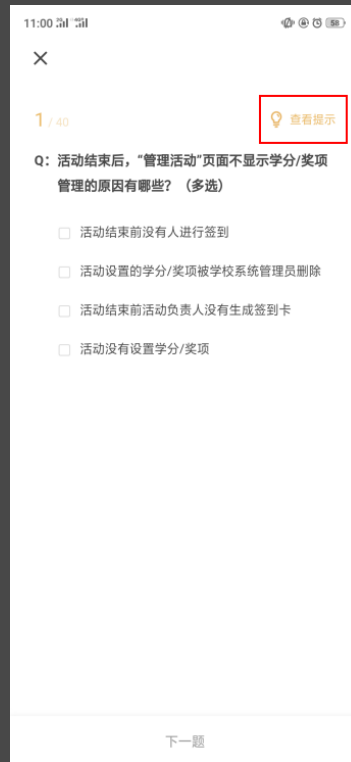 11:00
58
1 / 40
查看提示
Q：活动结束后，“管理活动”页面不显示学分/奖项
管理的原因有哪些？（多选）
活动结束前没有人进行签到
活动设置的学分/奖项被学校系统管理员删除
活动结束前活动负责人没有生成签到卡
活动没有设置学分/奖项
下一题